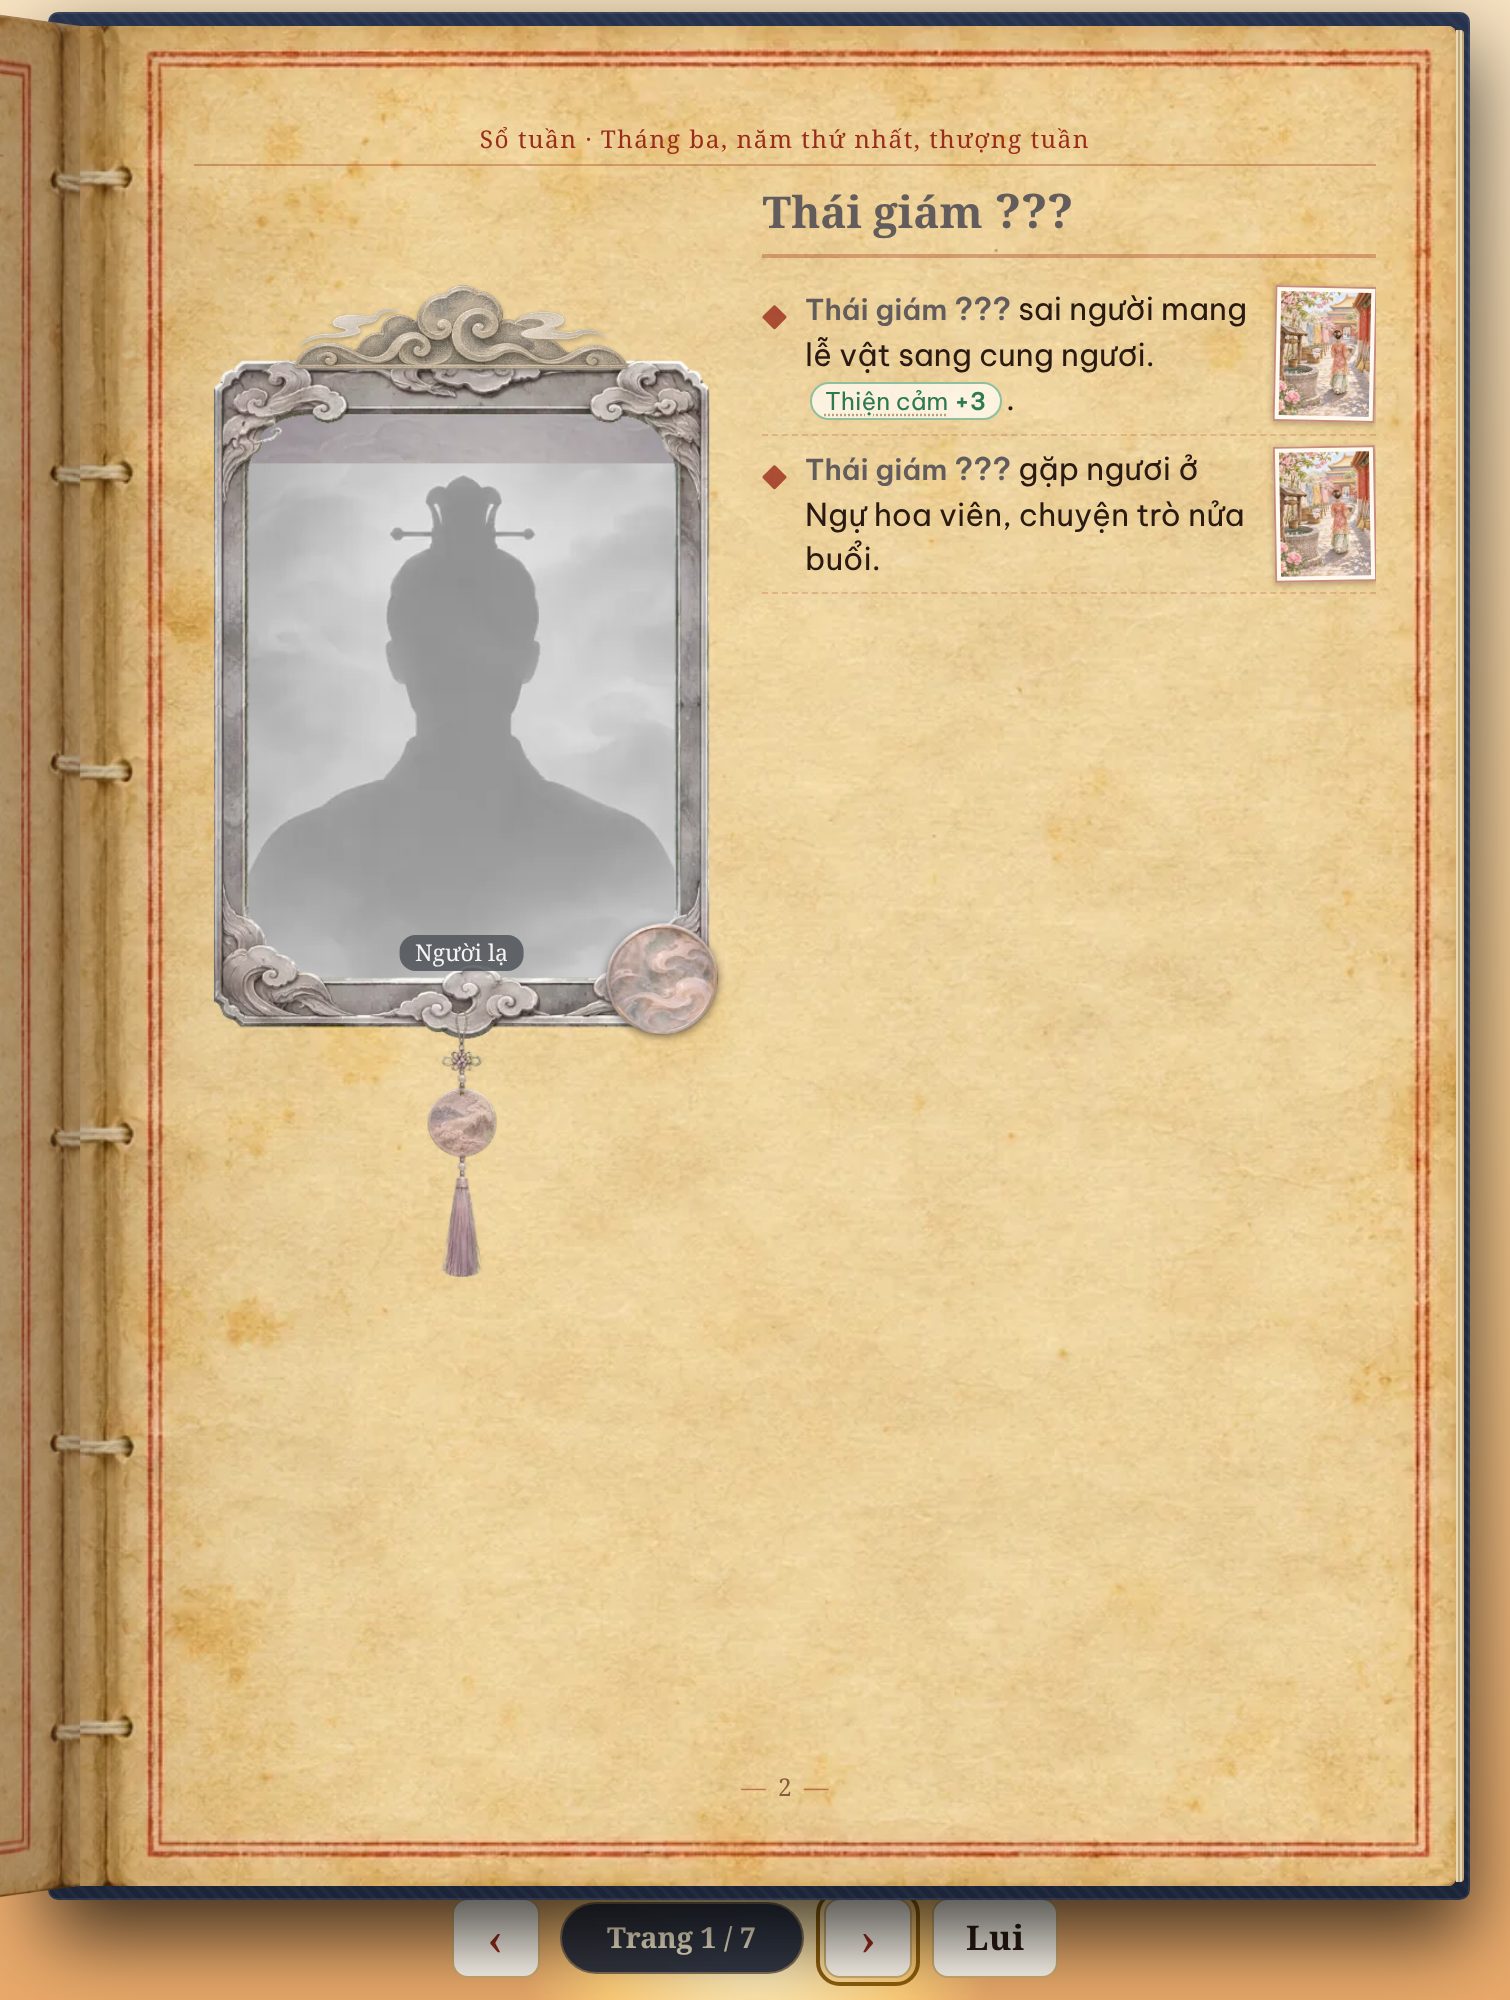 Sổ tuần · Tháng ba, năm thứ nhất, thượng tuần
Thái giám ???
Thái giám ??? sai người mang
lễ vật sang cung ngươi.
Thiện cảm +3 .
Thái giám ??? gặp ngươi ở
Ngự hoa viên, chuyện trò nửa
buổi.
Người lạ
— 2 —
‹ Trang 1 / 7 › Lui